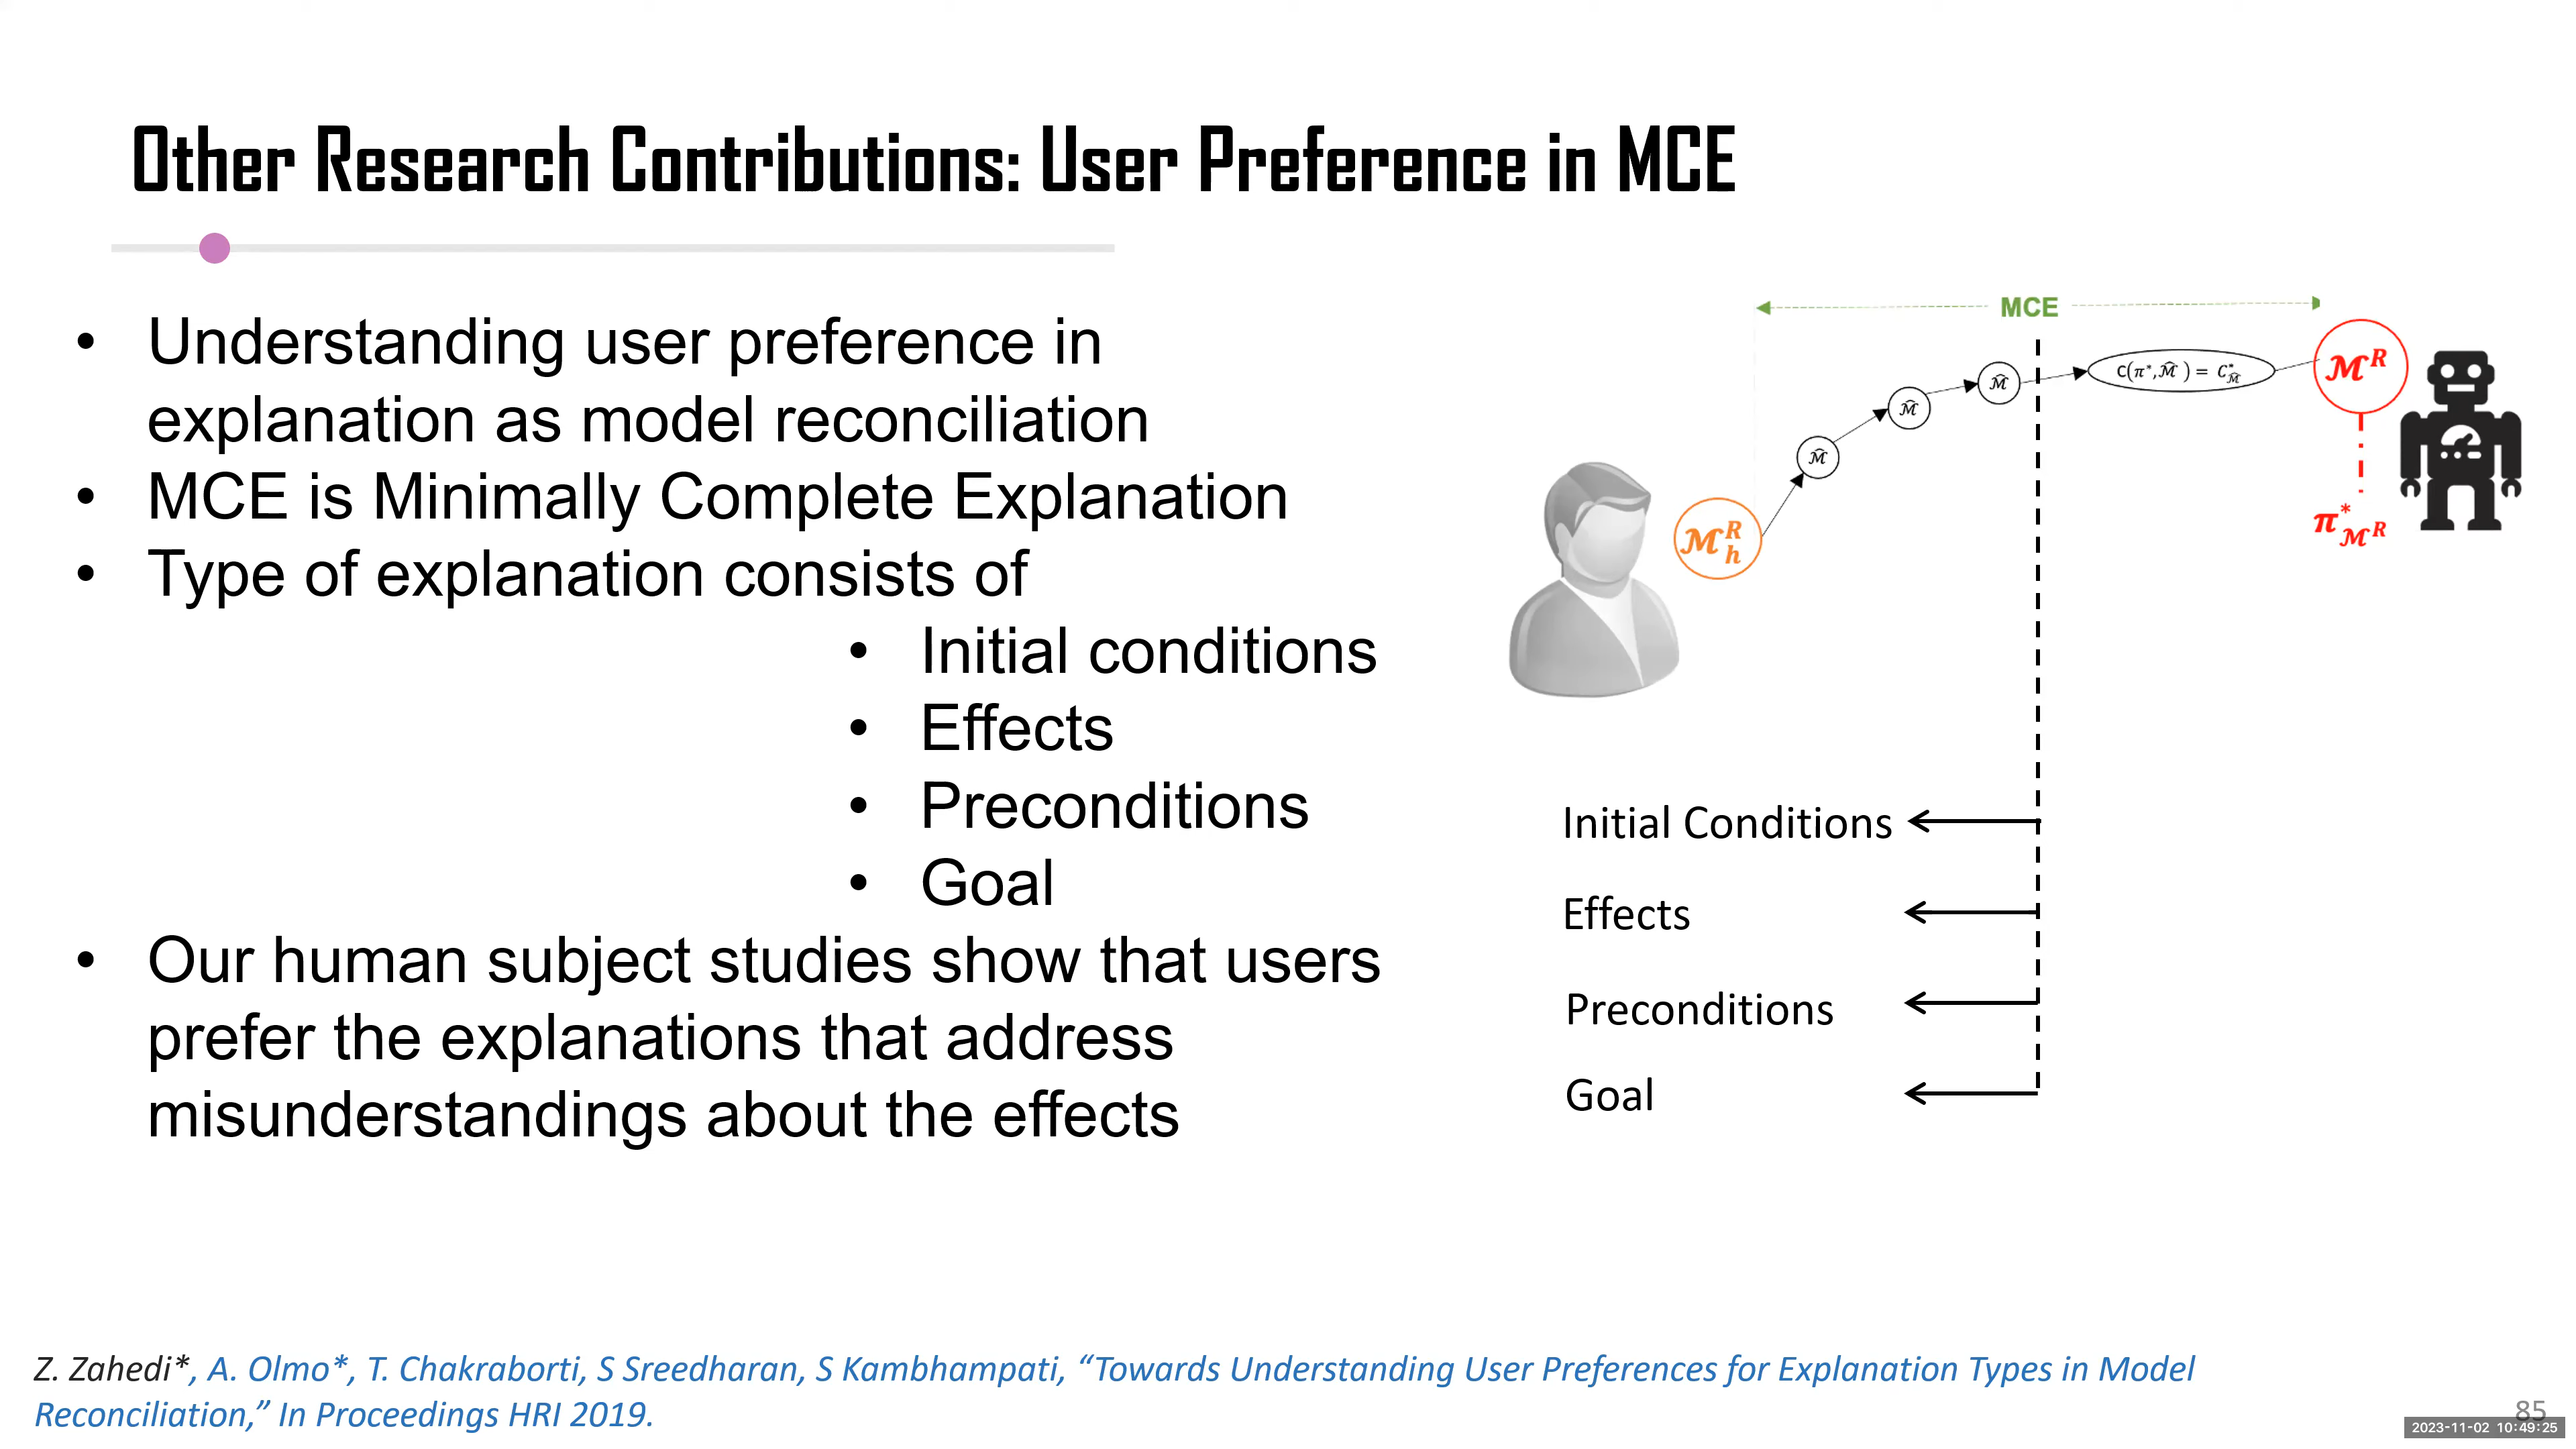 Other Research Contributions: User Preference in MCE
• Understanding user preference in
explanation as model reconciliation
• MCE is Minimally Complete Explanation
• Type of explanation consists of
• Initial conditions
• Effects
• Preconditions
• Goal
• Our human subject studies show that users
prefer the explanations that address
misunderstandings about the effects
MCE
ℳ^R_h
ℳ̂
ℳ̂
ℳ̂
C(π*, ℳ̂) = C*_ℳ̂
ℳ^R
π*_ℳ^R
Initial Conditions
Effects
Preconditions
Goal
Z. Zahedi*, A. Olmo*, T. Chakraborti, S Sreedharan, S Kambhampati, “Towards Understanding User Preferences for Explanation Types in Model
Reconciliation,” In Proceedings HRI 2019.
85
2023-11-02 10:49:25